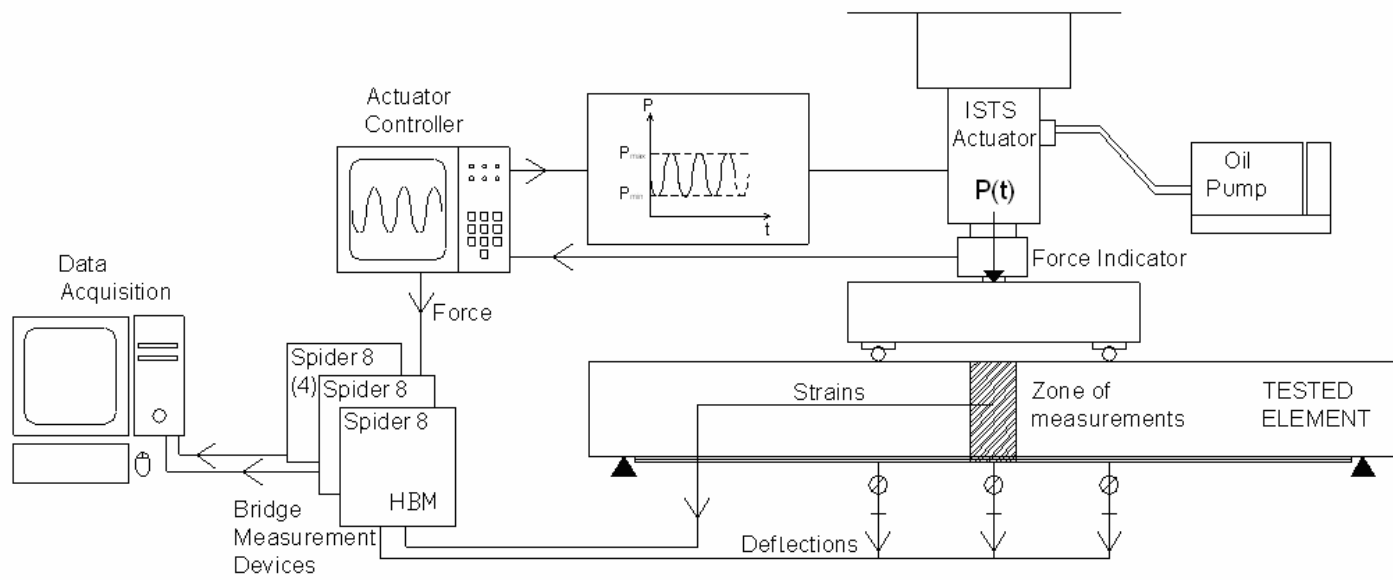 Actuator
Controller
P
Pmax
Pmin
t
ISTS
Actuator
P(t)
Oil
Pump
Force Indicator
Data
Acquisition
Force
Spider 8
(4)
Spider 8
Spider 8
HBM
Strains
Zone of
measurements
TESTED
ELEMENT
Bridge
Measurement
Devices
Deflections